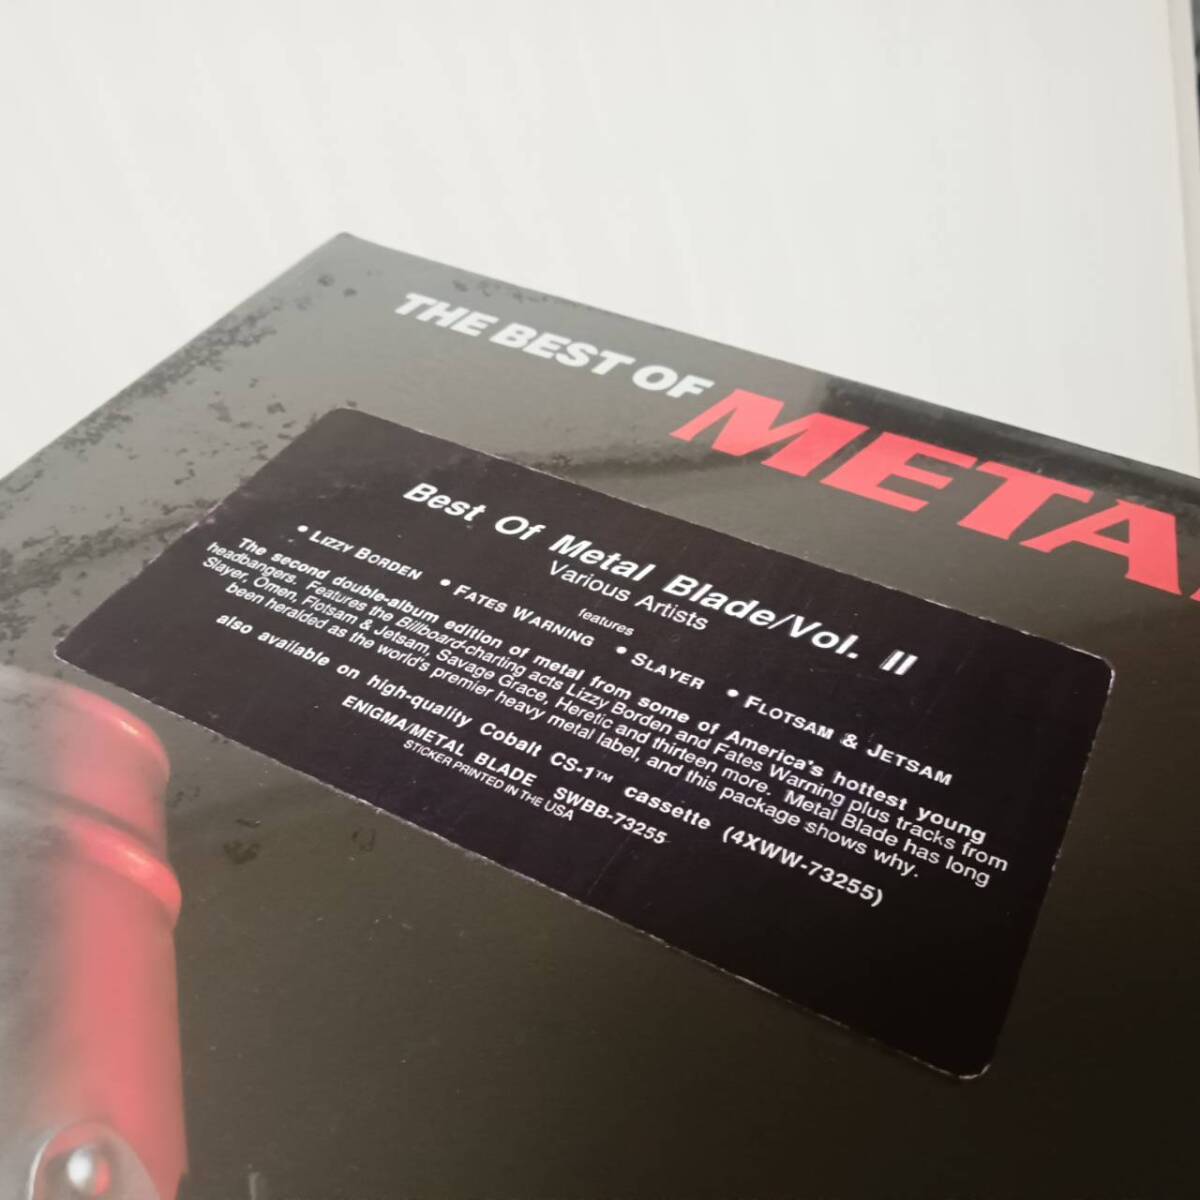 THE BEST OF META
Best Of Metal Blade/Vol. II
Various Artists
features
• LIZZY BORDEN • FATES WARNING • SLAYER • FLOTSAM & JETSAM
The second double-album edition of metal from some of America's hottest young
headbangers. Features the Billboard-charting acts Lizzy Borden and Fates Warning plus tracks from
Slayer, Omen, Flotsam & Jetsam, Savage Grace, Heretic and thirteen more. Metal Blade has long
been heralded as the world's premier heavy metal label, and this package shows why.
also available on high-quality Cobalt CS-1™ cassette (4XWW-73255)
ENIGMA/METAL BLADE SWBB-73255
STICKER PRINTED IN THE USA